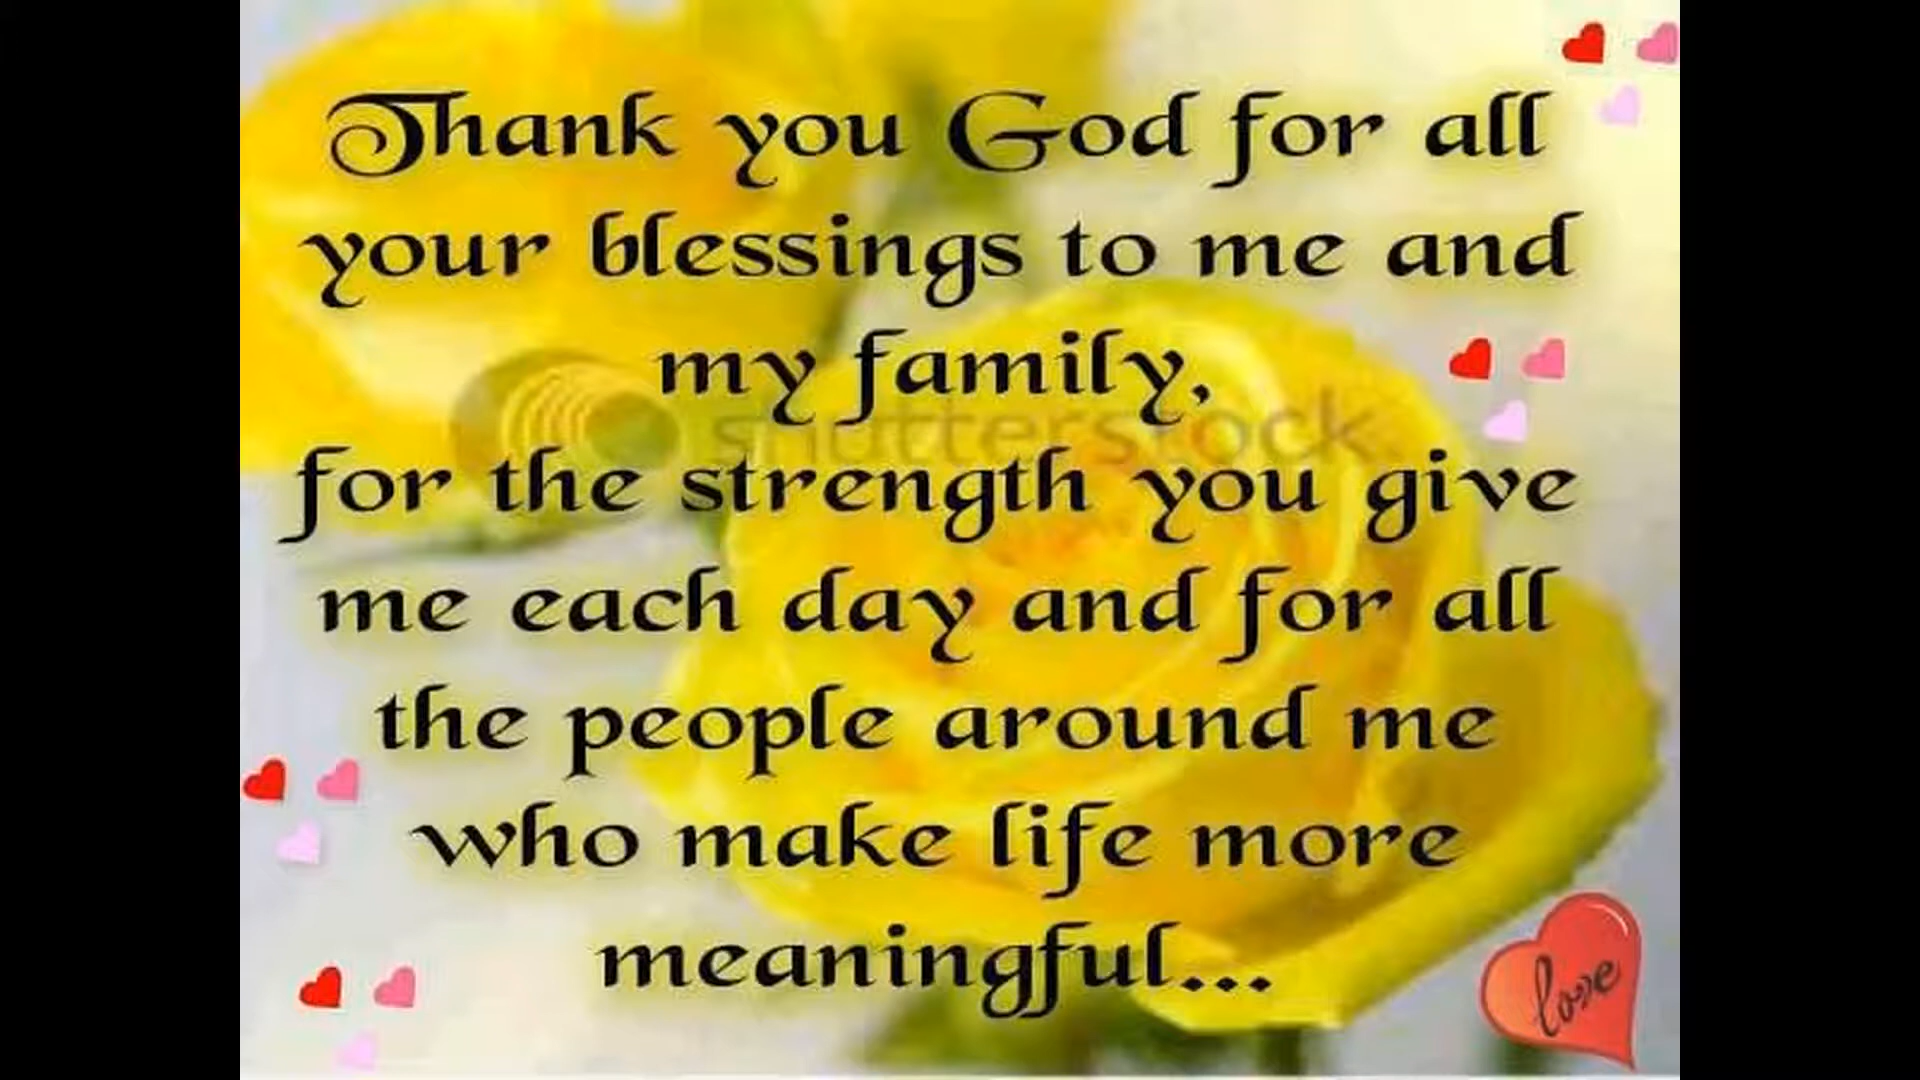 Thank you God for all
your blessings to me and
my family,
shutterstock
for the strength you give
me each day and for all
the people around me
who make life more
meaningful...
love